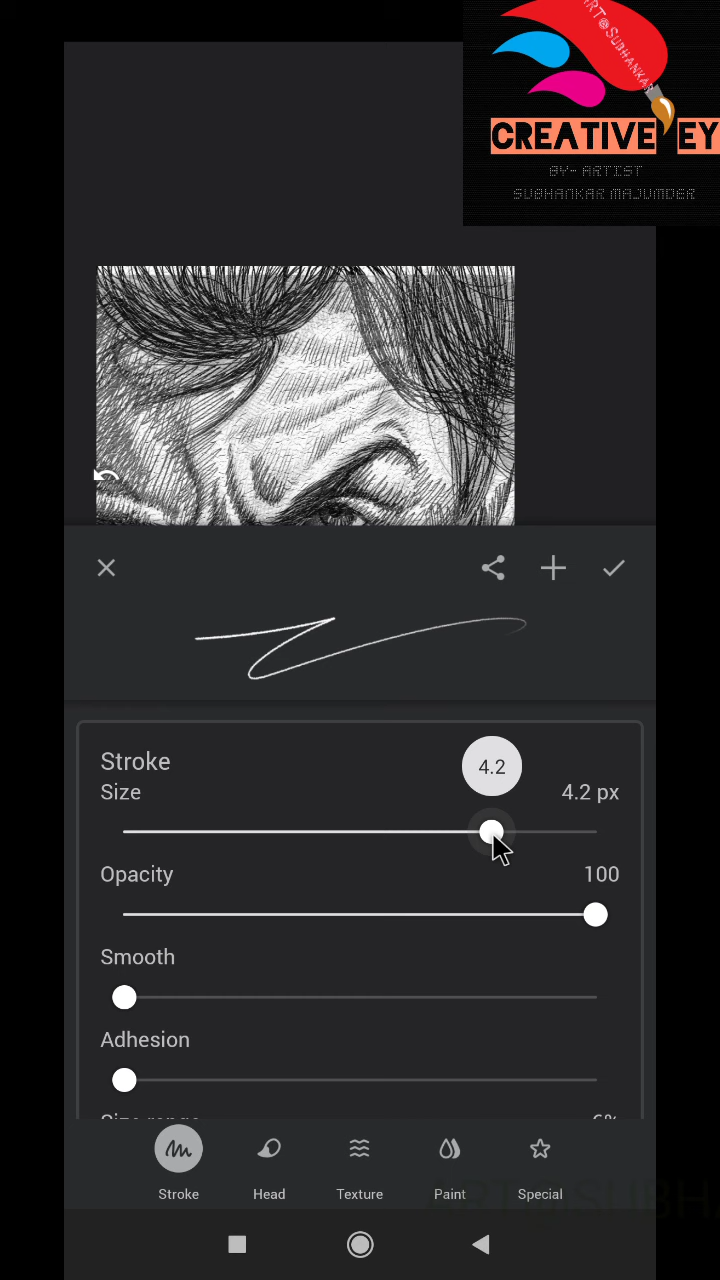 ART@SUBHANKAR
CREATIVE EY
BY- ARTIST
SUBHANKAR MAJUMDER
4.2
Stroke
Size
4.2 px
Opacity
100
Smooth
Adhesion
Stroke
Head
Texture
Paint
Special